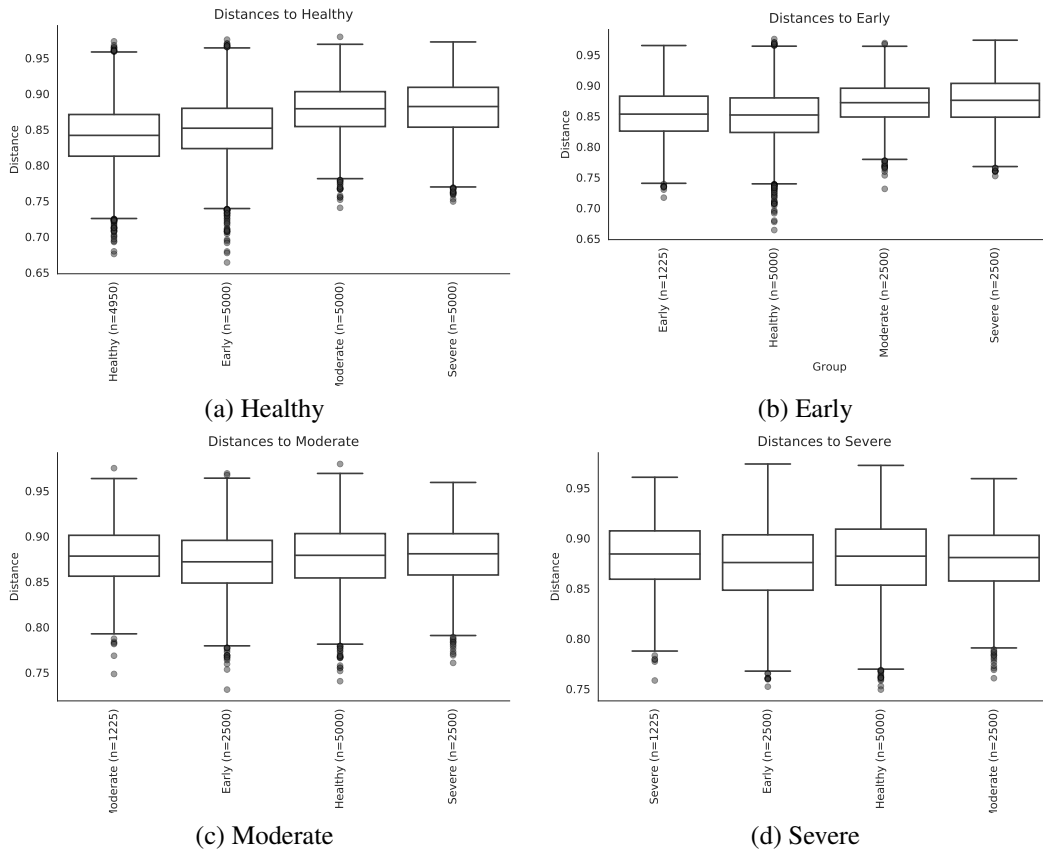 Distances to Healthy
Distance
0.95
0.90
0.85
0.80
0.75
0.70
0.65
Healthy (n=4950)
Early (n=5000)
Moderate (n=5000)
Severe (n=5000)
(a) Healthy
Distances to Early
Distance
0.95
0.90
0.85
0.80
0.75
0.70
0.65
Early (n=1225)
Healthy (n=5000)
Moderate (n=2500)
Severe (n=2500)
Group
(b) Early
Distances to Moderate
Distance
0.95
0.90
0.85
0.80
0.75
Moderate (n=1225)
Early (n=2500)
Healthy (n=5000)
Severe (n=2500)
(c) Moderate
Distances to Severe
Distance
0.95
0.90
0.85
0.80
0.75
Severe (n=1225)
Early (n=2500)
Healthy (n=5000)
Moderate (n=2500)
(d) Severe